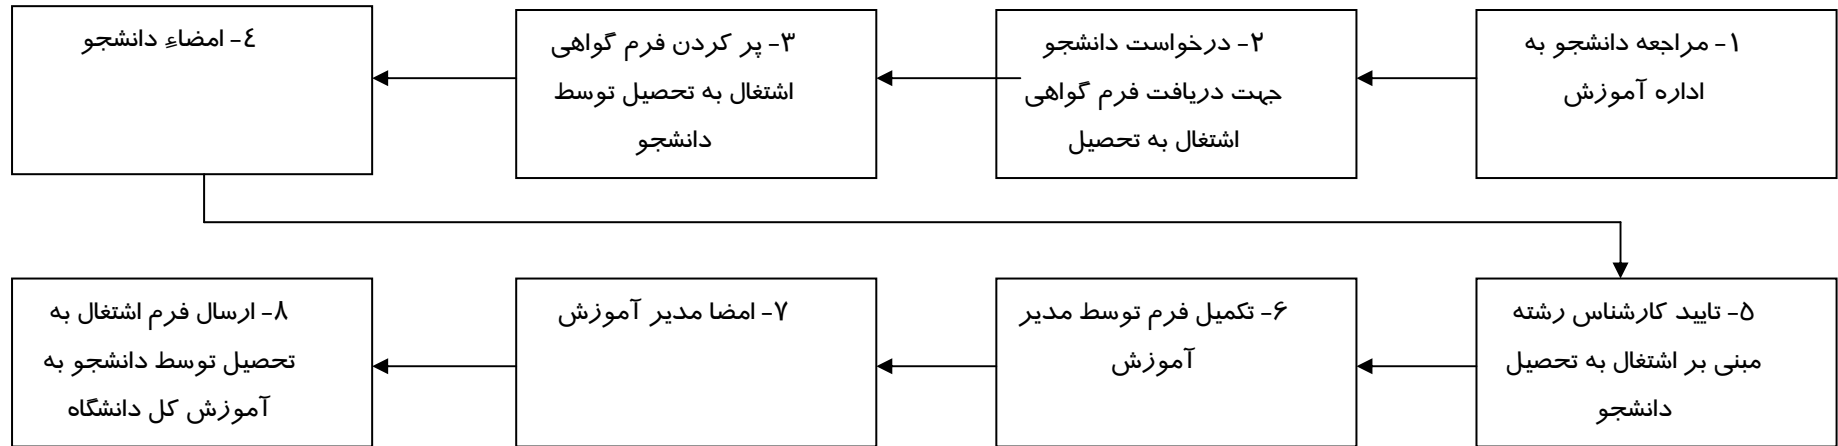 ۱- مراجعه دانشجو به
اداره آموزش
۲- درخواست دانشجو
جهت دریافت فرم گواهی
اشتغال به تحصیل
۳- پر کردن فرم گواهی
اشتغال به تحصیل توسط
دانشجو
٤- امضاءِ دانشجو
۵- تایید کارشناس رشته
مبنی بر اشتغال به تحصیل
دانشجو
۶- تکمیل فرم توسط مدیر
آموزش
۷- امضا مدیر آموزش
۸- ارسال فرم اشتغال به
تحصیل توسط دانشجو به
آموزش کل دانشگاه